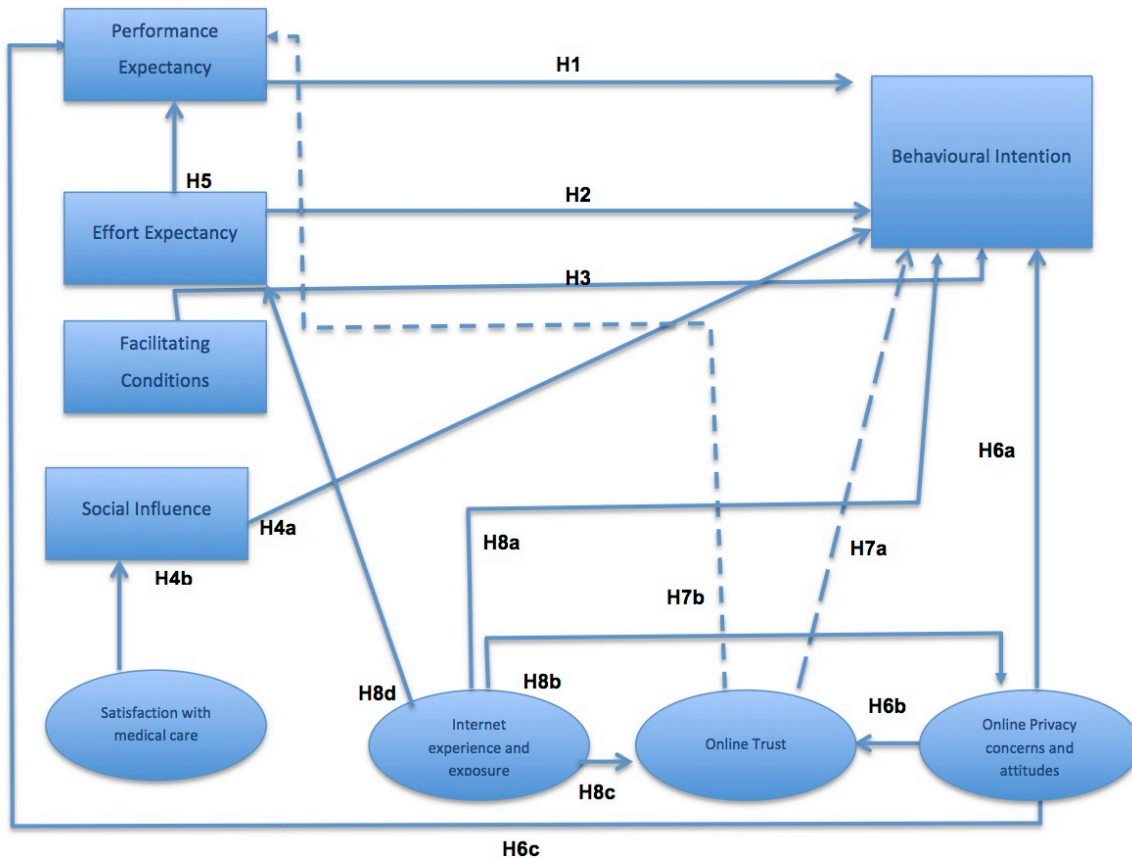 Performance
Expectancy
H1
Behavioural Intention
H5
H2
Effort Expectancy
H3
Facilitating
Conditions
H6a
Social Influence
H4a
H8a
H7a
H4b
H7b
H8d
H8b
Satisfaction with
medical care
Internet
experience and
exposure
Online Trust
H6b
Online Privacy
concerns and
attitudes
H8c
H6c